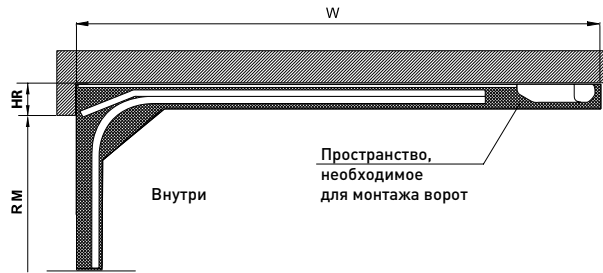 W
HR
RM
Внутри
Пространство,
необходимое
для монтажа ворот